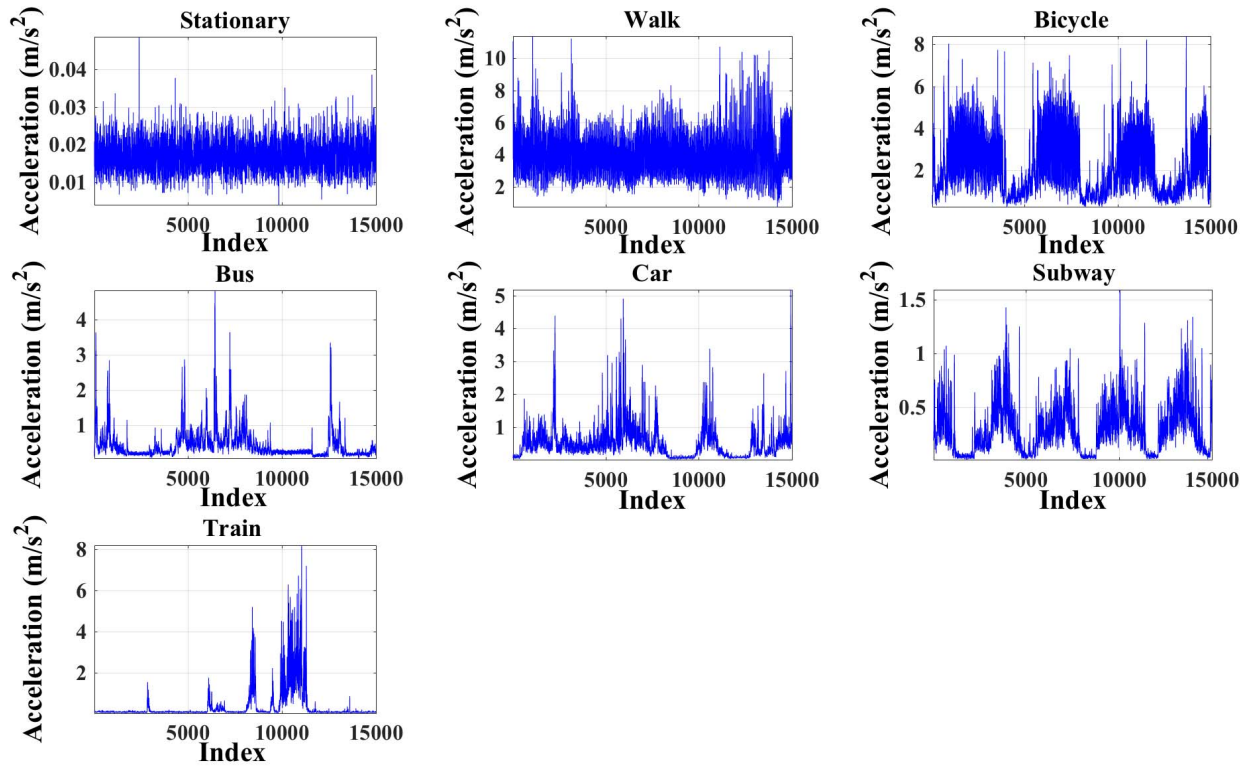 Stationary
Acceleration (m/s²)
0.04
0.03
0.02
0.01
5000 10000 15000
Index
Walk
Acceleration (m/s²)
10
8
6
4
2
5000 10000 15000
Index
Bicycle
Acceleration (m/s²)
8
6
4
2
5000 10000 15000
Index
Bus
Acceleration (m/s²)
4
3
2
1
5000 10000 15000
Index
Car
Acceleration (m/s²)
5
4
3
2
1
5000 10000 15000
Index
Subway
Acceleration (m/s²)
1.5
1
0.5
5000 10000 15000
Index
Train
Acceleration (m/s²)
8
6
4
2
5000 10000 15000
Index